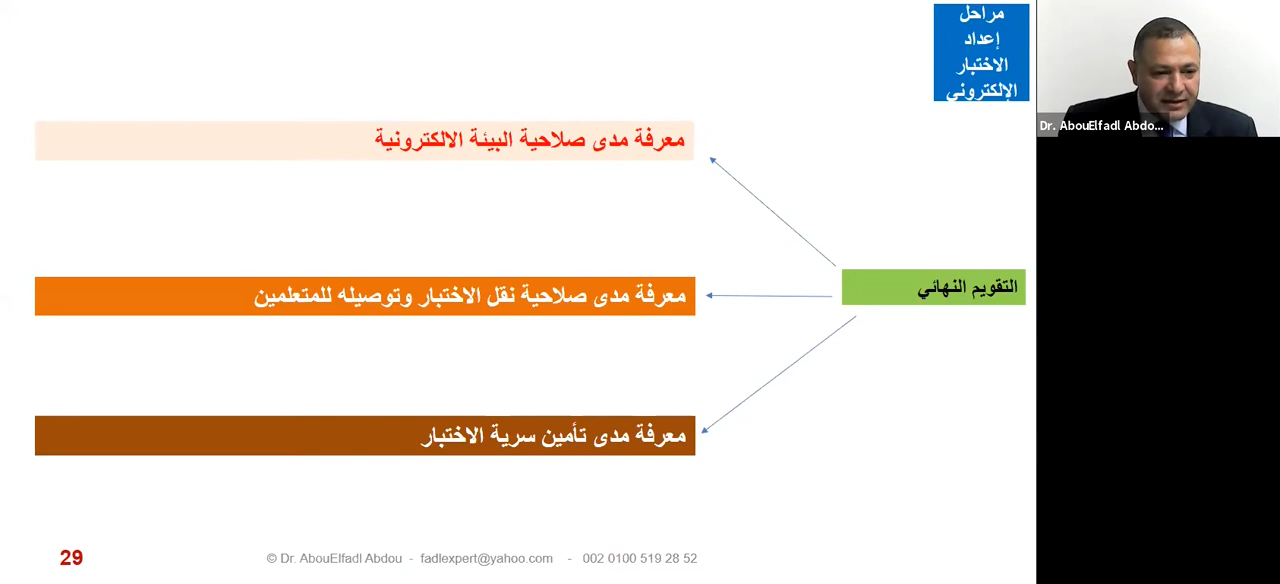 مراحل
إعداد
الاختبار
الإلكتروني
Dr. AbouElfadl Abdo...
معرفة مدى صلاحية البيئة الالكترونية
التقويم النهائي
معرفة مدى صلاحية نقل الاختبار وتوصيله للمتعلمين
معرفة مدى تأمين سرية الاختبار
29
© Dr. AbouElfadl Abdou - fadlexpert@yahoo.com - 002 0100 519 28 52